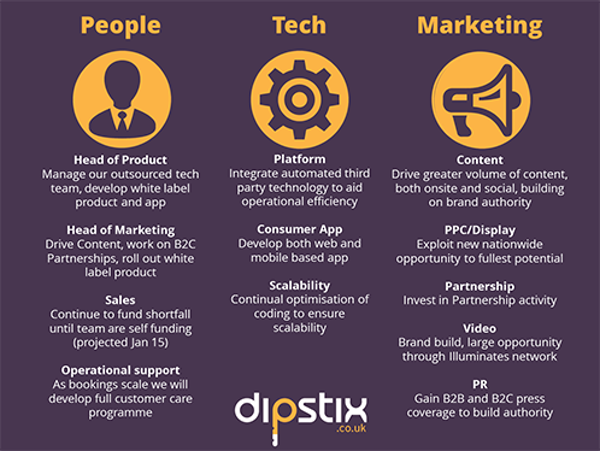 People
Head of Product
Manage our outsourced tech
team, develop white label
product and app
Head of Marketing
Drive Content, work on B2C
Partnerships, roll out white
label product
Sales
Continue to fund shortfall
until team are self funding
(projected Jan 15)
Operational support
As bookings scale we will
develop full customer care
programme
Tech
Platform
Integrate automated third
party technology to aid
operational efficiency
Consumer App
Develop both web and
mobile based app
Scalability
Continual optimisation of
coding to ensure
scalability
Marketing
Content
Drive greater volume of content,
both onsite and social, building
on brand authority
PPC/Display
Exploit new nationwide
opportunity to fullest potential
Partnership
Invest in Partnership activity
Video
Brand build, large opportunity
through Illuminates network
PR
Gain B2B and B2C press
coverage to build authority
dipstix
.co.uk